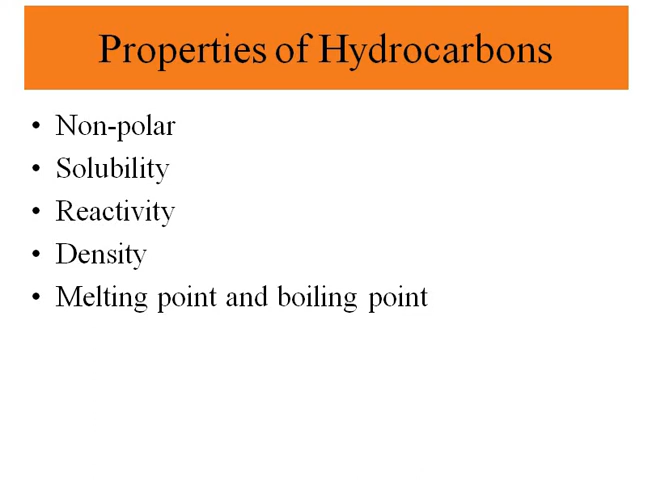 Properties of Hydrocarbons
• Non-polar
• Solubility
• Reactivity
• Density
• Melting point and boiling point